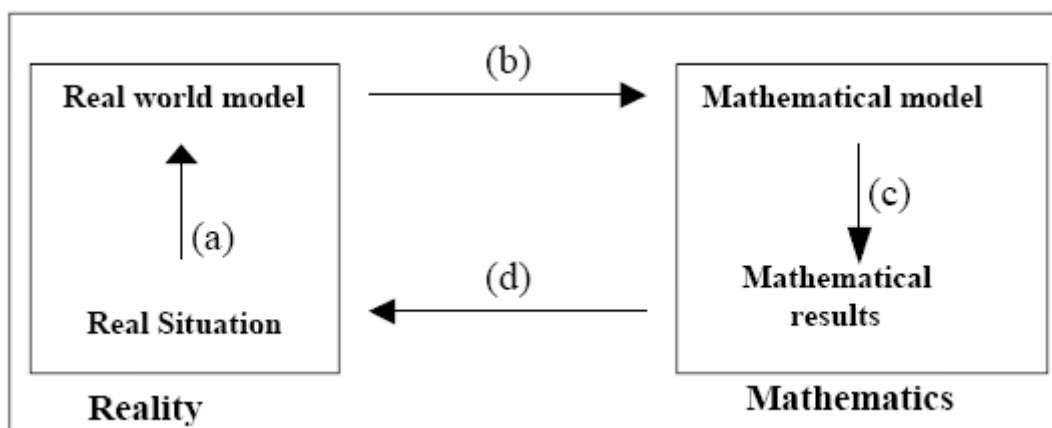 (b)
Real world model
Mathematical model
(a)
(c)
(d)
Real Situation
Mathematical
results
Reality
Mathematics